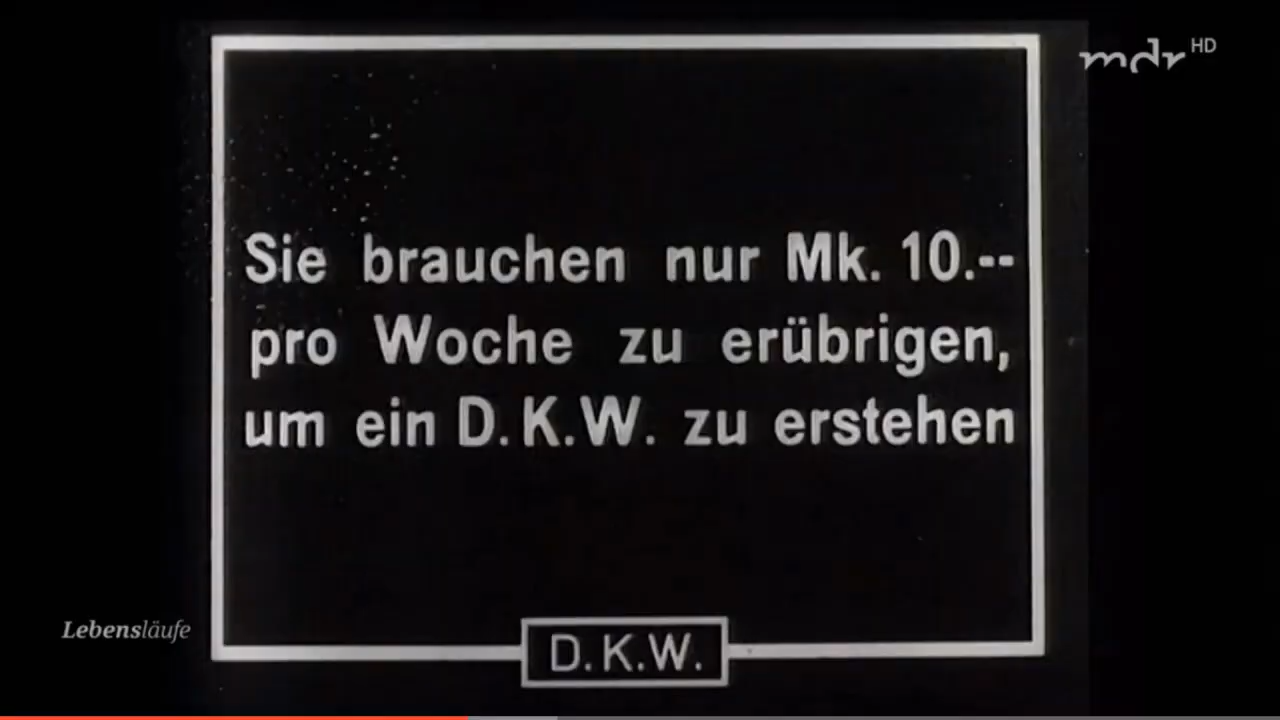 mdr HD
Sie brauchen nur Mk. 10.--
pro Woche zu erübrigen,
um ein D.K.W. zu erstehen
Lebensläufe
D.K.W.